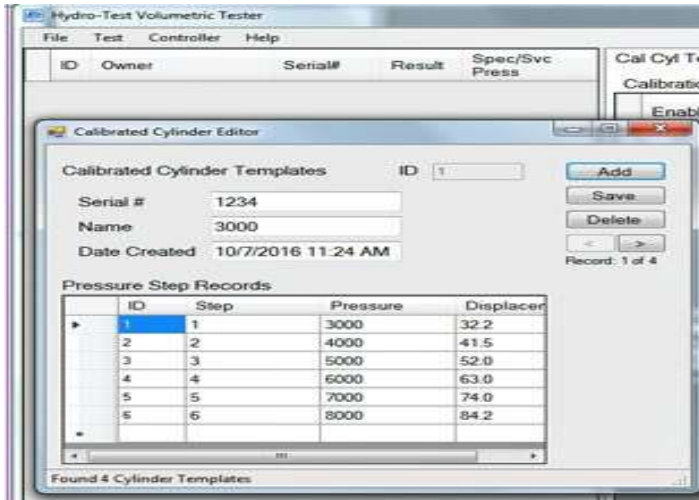 Hydro-Test Volumetric Tester
File Test Controller Help
ID Owner Serial# Result Spec/Svc Press
Cal Cyl Te
Calibratio
Enabl
Calibrated Cylinder Editor
Calibrated Cylinder Templates ID 1
Add
Serial # 1234
Save
Name 3000
Delete
Date Created 10/7/2016 11:24 AM
< >
Record: 1 of 4
Pressure Step Records
ID Step Pressure Displacem
1 1 3000 32.2
2 2 4000 41.5
3 3 5000 52.0
4 4 6000 63.0
5 5 7000 74.0
6 6 8000 84.2
Found 4 Cylinder Templates